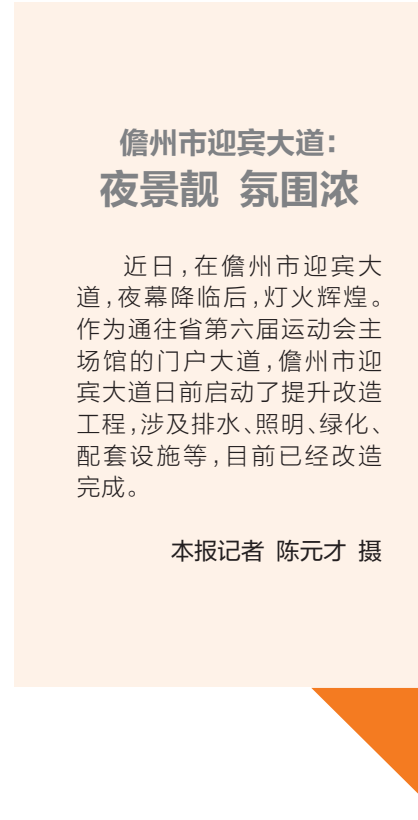 儋州市迎宾大道：
夜景靓 氛围浓
近日，在儋州市迎宾大
道，夜幕降临后，灯火辉煌。
作为通往省第六届运动会主
场馆的门户大道，儋州市迎
宾大道日前启动了提升改造
工程，涉及排水、照明、绿化、
配套设施等，目前已经改造
完成。
本报记者 陈元才 摄